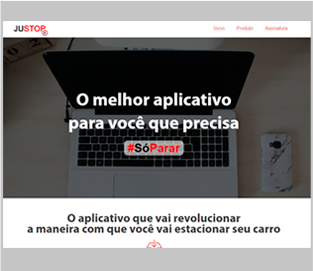 JUSTOP
Início Produto Assinatura
O melhor aplicativo
para você que precisa
#SóParar
O aplicativo que vai revolucionar
a maneira com que você vai estacionar seu carro